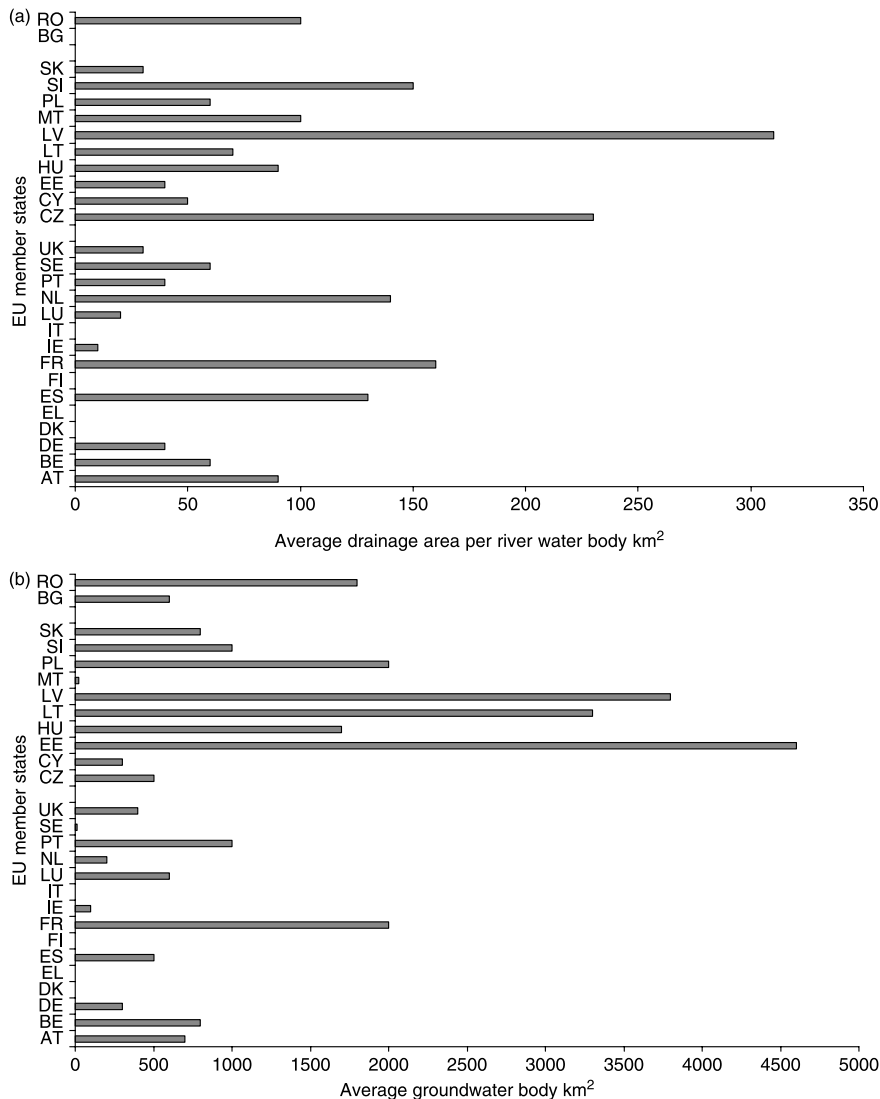 (a)
RO
BG
SK
SI
PL
MT
LV
LT
HU
EE
CY
CZ
UK
SE
PT
NL
LU
IT
IE
FR
FI
ES
EL
DK
DE
BE
AT
EU member states
0 50 100 150 200 250 300 350
Average drainage area per river water body km²
(b)
RO
BG
SK
SI
PL
MT
LV
LT
HU
EE
CY
CZ
UK
SE
PT
NL
LU
IT
IE
FR
FI
ES
EL
DK
DE
BE
AT
EU member states
0 500 1000 1500 2000 2500 3000 3500 4000 4500 5000
Average groundwater body km²